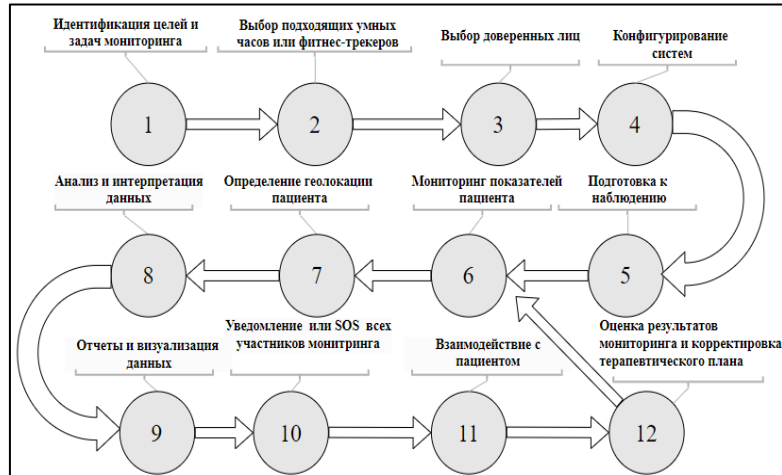 Идентификация целей и
задач мониторинга
Выбор подходящих умных
часов или фитнес-трекеров
Выбор доверенных лиц
Конфигурирование
систем
1
2
3
4
Анализ и интерпретация
данных
Определение геолокации
пациента
Мониторинг показателей
пациента
Подготовка к
наблюдению
8
7
6
5
Отчеты и визуализация
данных
Уведомление или SOS всех
участников монитринга
Взаимодействие с
пациентом
Оценка результатов
мониторинга и корректировка
терапевтического плана
9
10
11
12